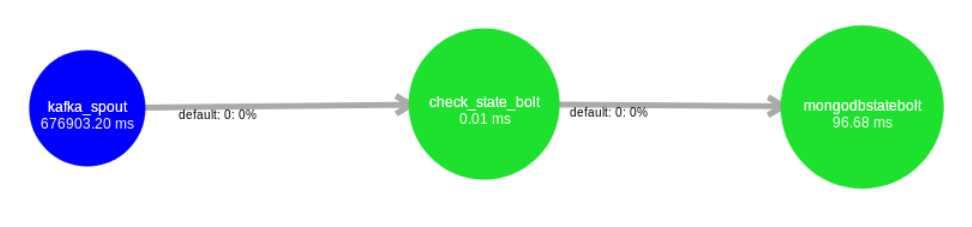 kafka_spout
676903.20 ms
default: 0: 0%
check_state_bolt
0.01 ms
default: 0: 0%
mongodbstatebolt
96.68 ms